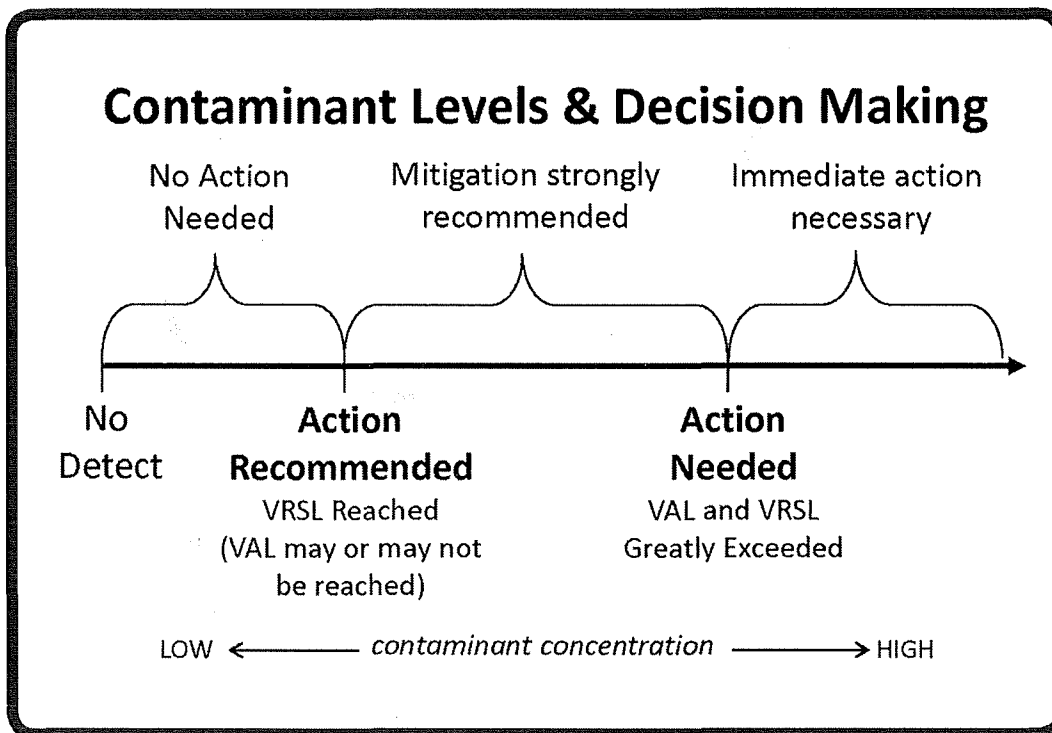 Contaminant Levels & Decision Making
No Action
Needed
Mitigation strongly
recommended
Immediate action
necessary
No
Detect
Action
Recommended
VRSL Reached
(VAL may or may not
be reached)
Action
Needed
VAL and VRSL
Greatly Exceeded
LOW
contaminant concentration
HIGH